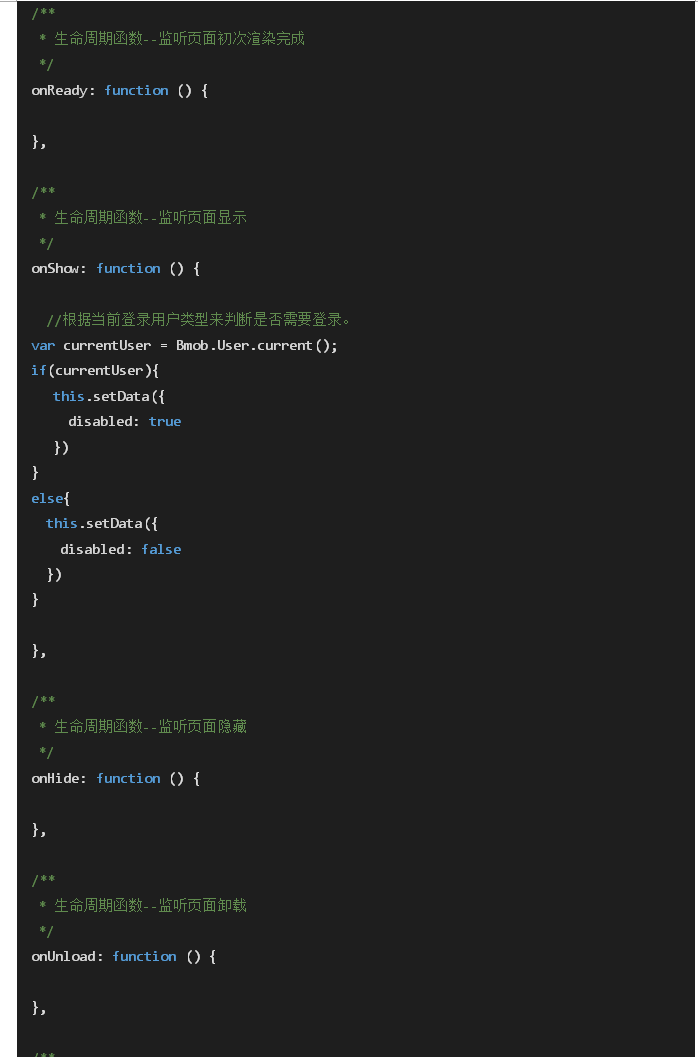 /**
 * 生命周期函数--监听页面初次渲染完成
 */
onReady: function () {
},
/**
 * 生命周期函数--监听页面显示
 */
onShow: function () {
  //根据当前登录用户类型来判断是否需要登录。
var currentUser = Bmob.User.current();
if(currentUser){
   this.setData({
     disabled: true
   })
}
else{
  this.setData({
    disabled: false
  })
}
},
/**
 * 生命周期函数--监听页面隐藏
 */
onHide: function () {
},
/**
 * 生命周期函数--监听页面卸载
 */
onUnload: function () {
},
/**